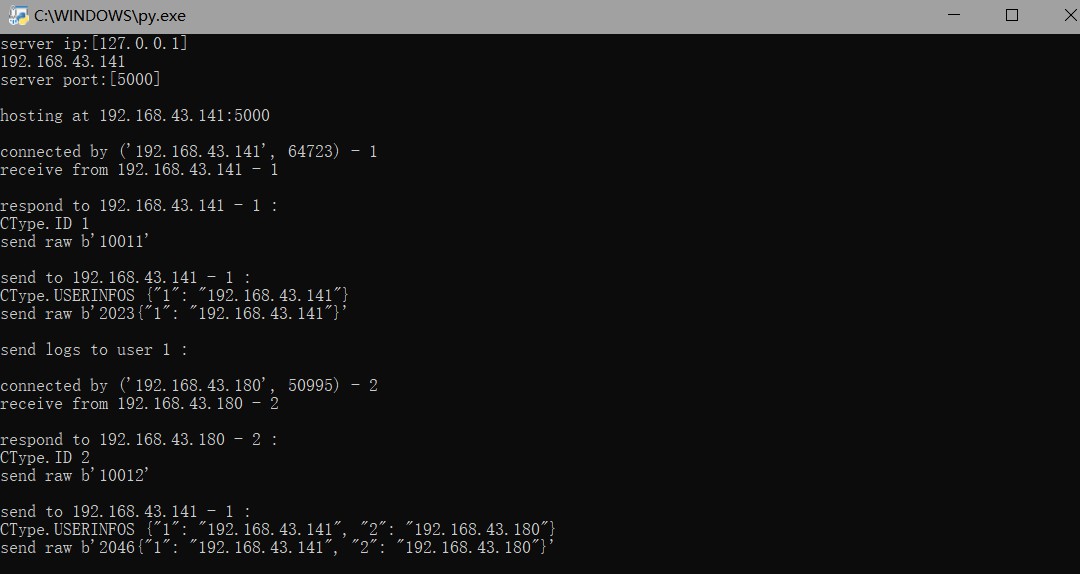 C:\WINDOWS\py.exe
server ip:[127.0.0.1]
192.168.43.141
server port:[5000]
hosting at 192.168.43.141:5000
connected by ('192.168.43.141', 64723) - 1
receive from 192.168.43.141 - 1
respond to 192.168.43.141 - 1 :
CType.ID 1
send raw b'10011'
send to 192.168.43.141 - 1 :
CType.USERINFOS {"1": "192.168.43.141"}
send raw b'2023{"1": "192.168.43.141"}'
send logs to user 1 :
connected by ('192.168.43.180', 50995) - 2
receive from 192.168.43.180 - 2
respond to 192.168.43.180 - 2 :
CType.ID 2
send raw b'10012'
send to 192.168.43.141 - 1 :
CType.USERINFOS {"1": "192.168.43.141", "2": "192.168.43.180"}
send raw b'2046{"1": "192.168.43.141", "2": "192.168.43.180"}'